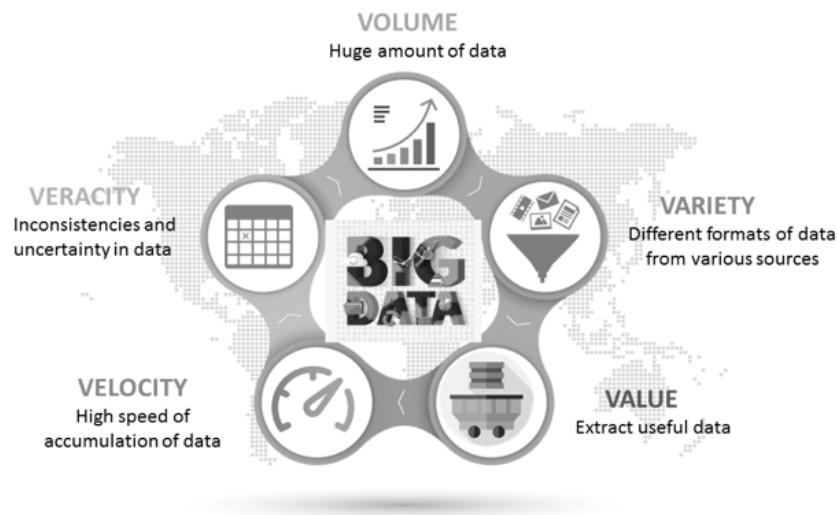 VOLUME
Huge amount of data
VERACITY
Inconsistencies and
uncertainty in data
VARIETY
Different formats of data
from various sources
BIG
DATA
VELOCITY
High speed of
accumulation of data
VALUE
Extract useful data